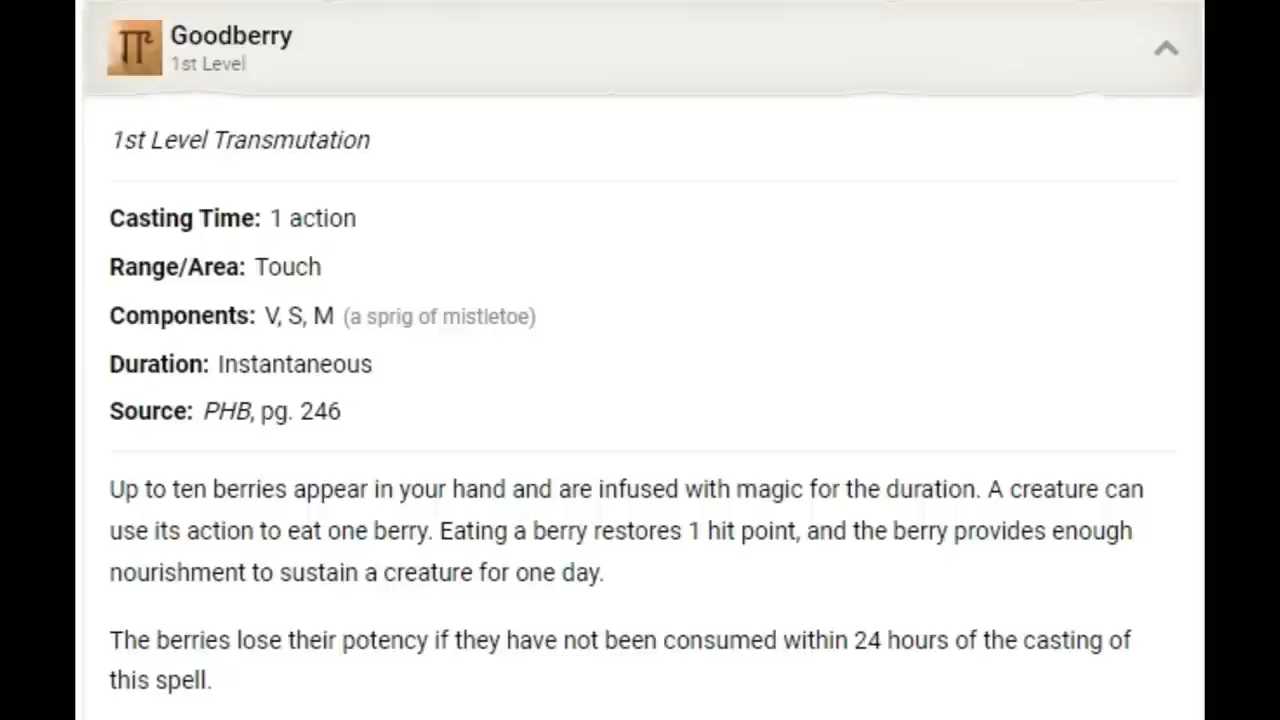 Goodberry
1st Level
1st Level Transmutation
Casting Time: 1 action
Range/Area: Touch
Components: V, S, M (a sprig of mistletoe)
Duration: Instantaneous
Source: PHB, pg. 246
Up to ten berries appear in your hand and are infused with magic for the duration. A creature can
use its action to eat one berry. Eating a berry restores 1 hit point, and the berry provides enough
nourishment to sustain a creature for one day.
The berries lose their potency if they have not been consumed within 24 hours of the casting of
this spell.